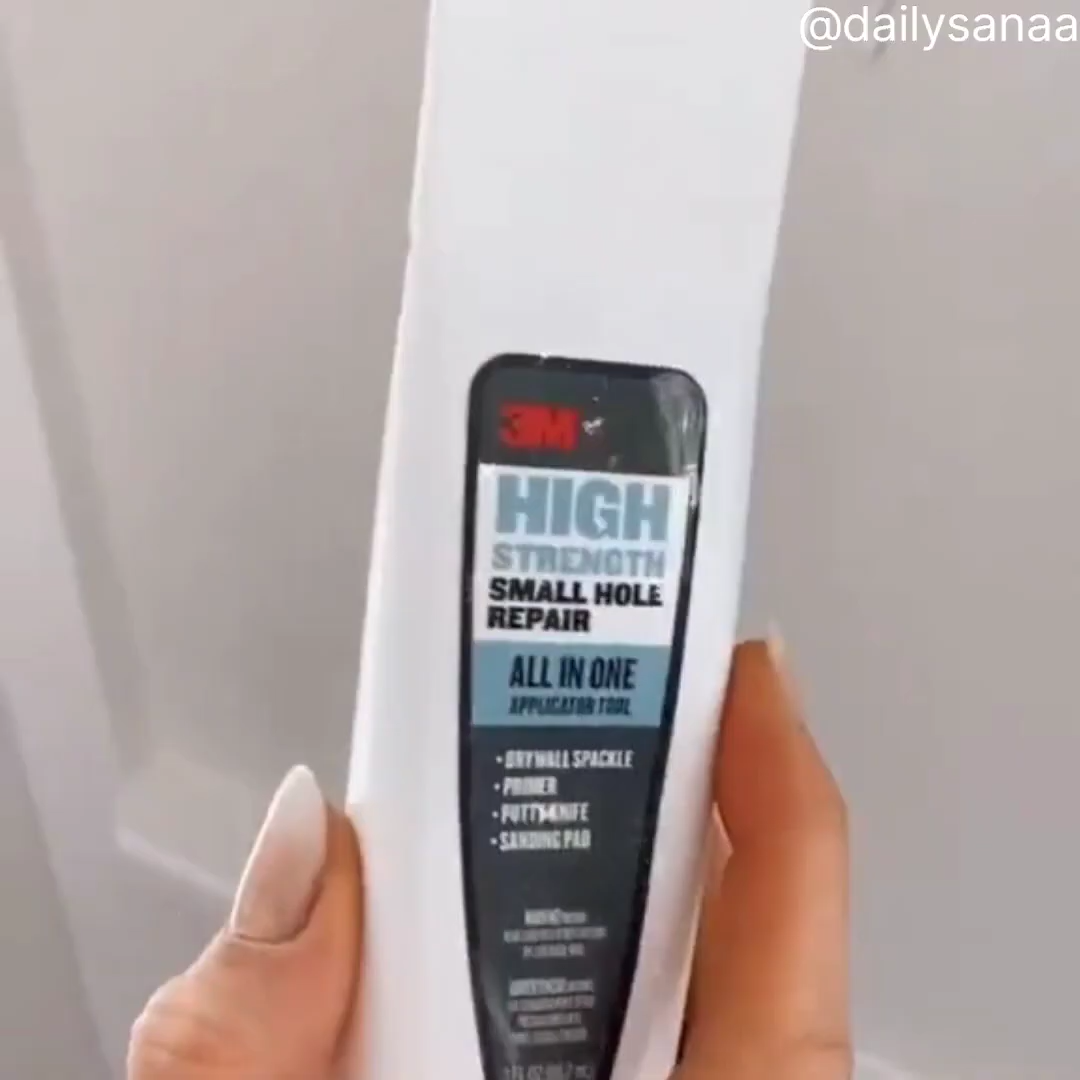 @dailysanaa
3M
HIGH
STRENGTH
SMALL HOLE
REPAIR
ALL IN ONE
APPLICATOR TOOL
• DRYWALL SPACKLE
• PRIMER
• PUTTY KNIFE
• SANDING PAD